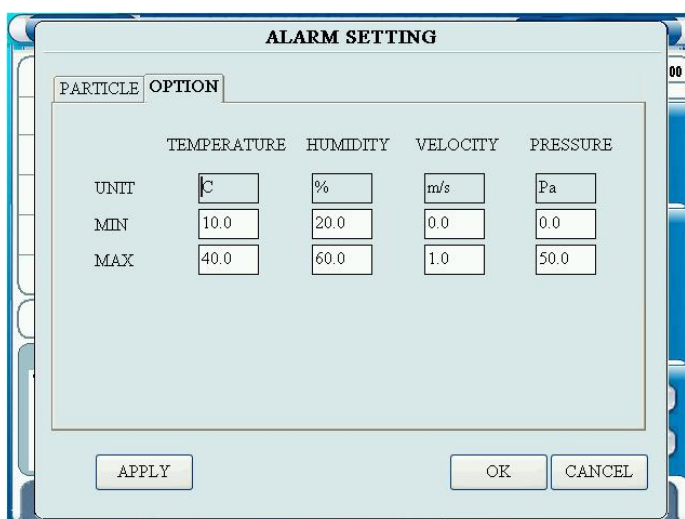 ALARM SETTING
00
PARTICLE OPTION
TEMPERATURE HUMIDITY VELOCITY PRESSURE
UNIT C % m/s Pa
MIN 10.0 20.0 0.0 0.0
MAX 40.0 60.0 1.0 50.0
APPLY OK CANCEL